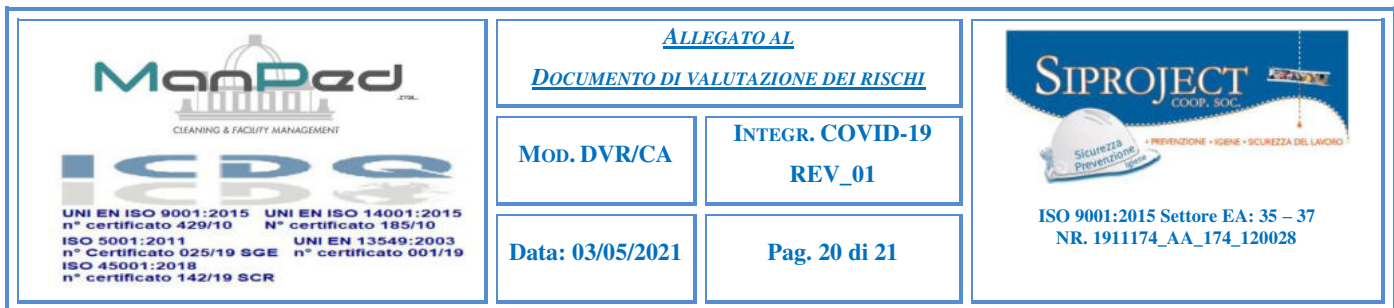 ManPed
SRL
CLEANING & FACILITY MANAGEMENT
ICDQ
UNI EN ISO 9001:2015 UNI EN ISO 14001:2015
n° certificato 429/10 N° certificato 185/10
ISO 5001:2011 UNI EN 13549:2003
n° Certificato 025/19 SGE n° certificato 001/19
ISO 45001:2018
n° certificato 142/19 SCR
ALLEGATO AL
DOCUMENTO DI VALUTAZIONE DEI RISCHI
MOD. DVR/CA
INTEGR. COVID-19
REV_01
Data: 03/05/2021
Pag. 20 di 21
SIPROJECT
COOP. SOC.
• PREVENZIONE • IGIENE • SICUREZZA DEL LAVORO
Sicurezza
Prevenzione
Igiene
ISO 9001:2015 Settore EA: 35 – 37
NR. 1911174_AA_174_120028